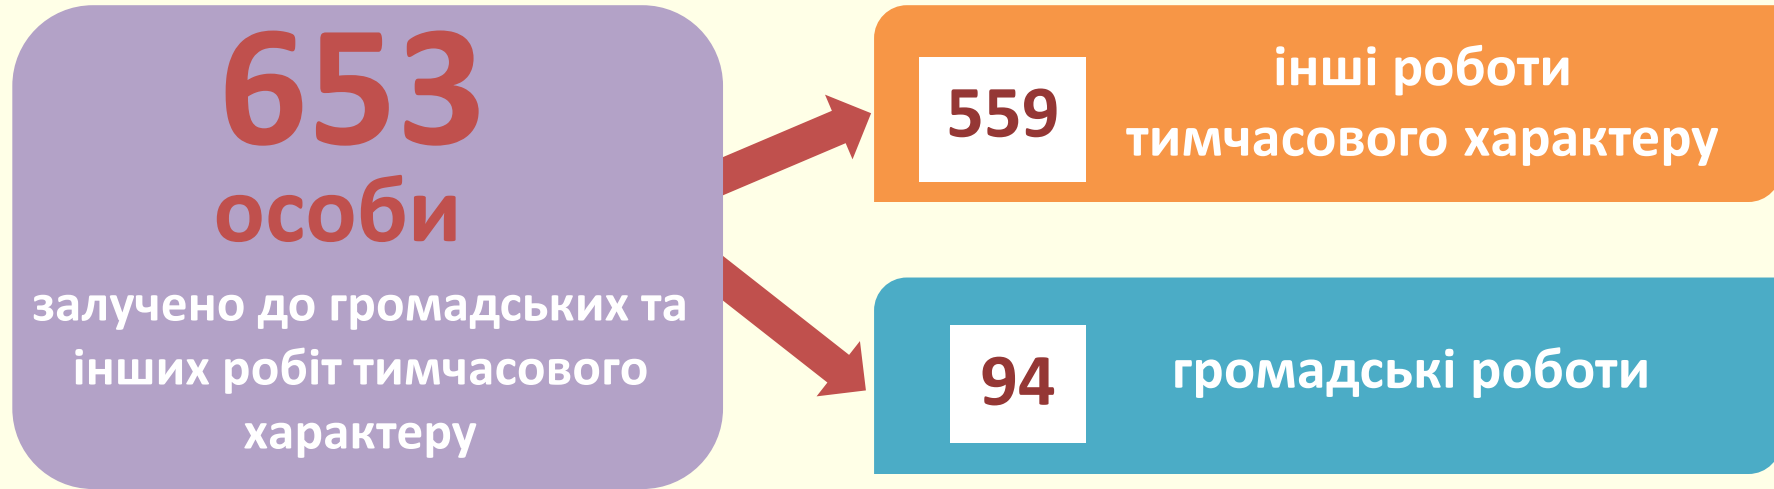 653
особи
залучено до громадських та
інших робіт тимчасового
характеру
559
інші роботи
тимчасового характеру
94
громадські роботи